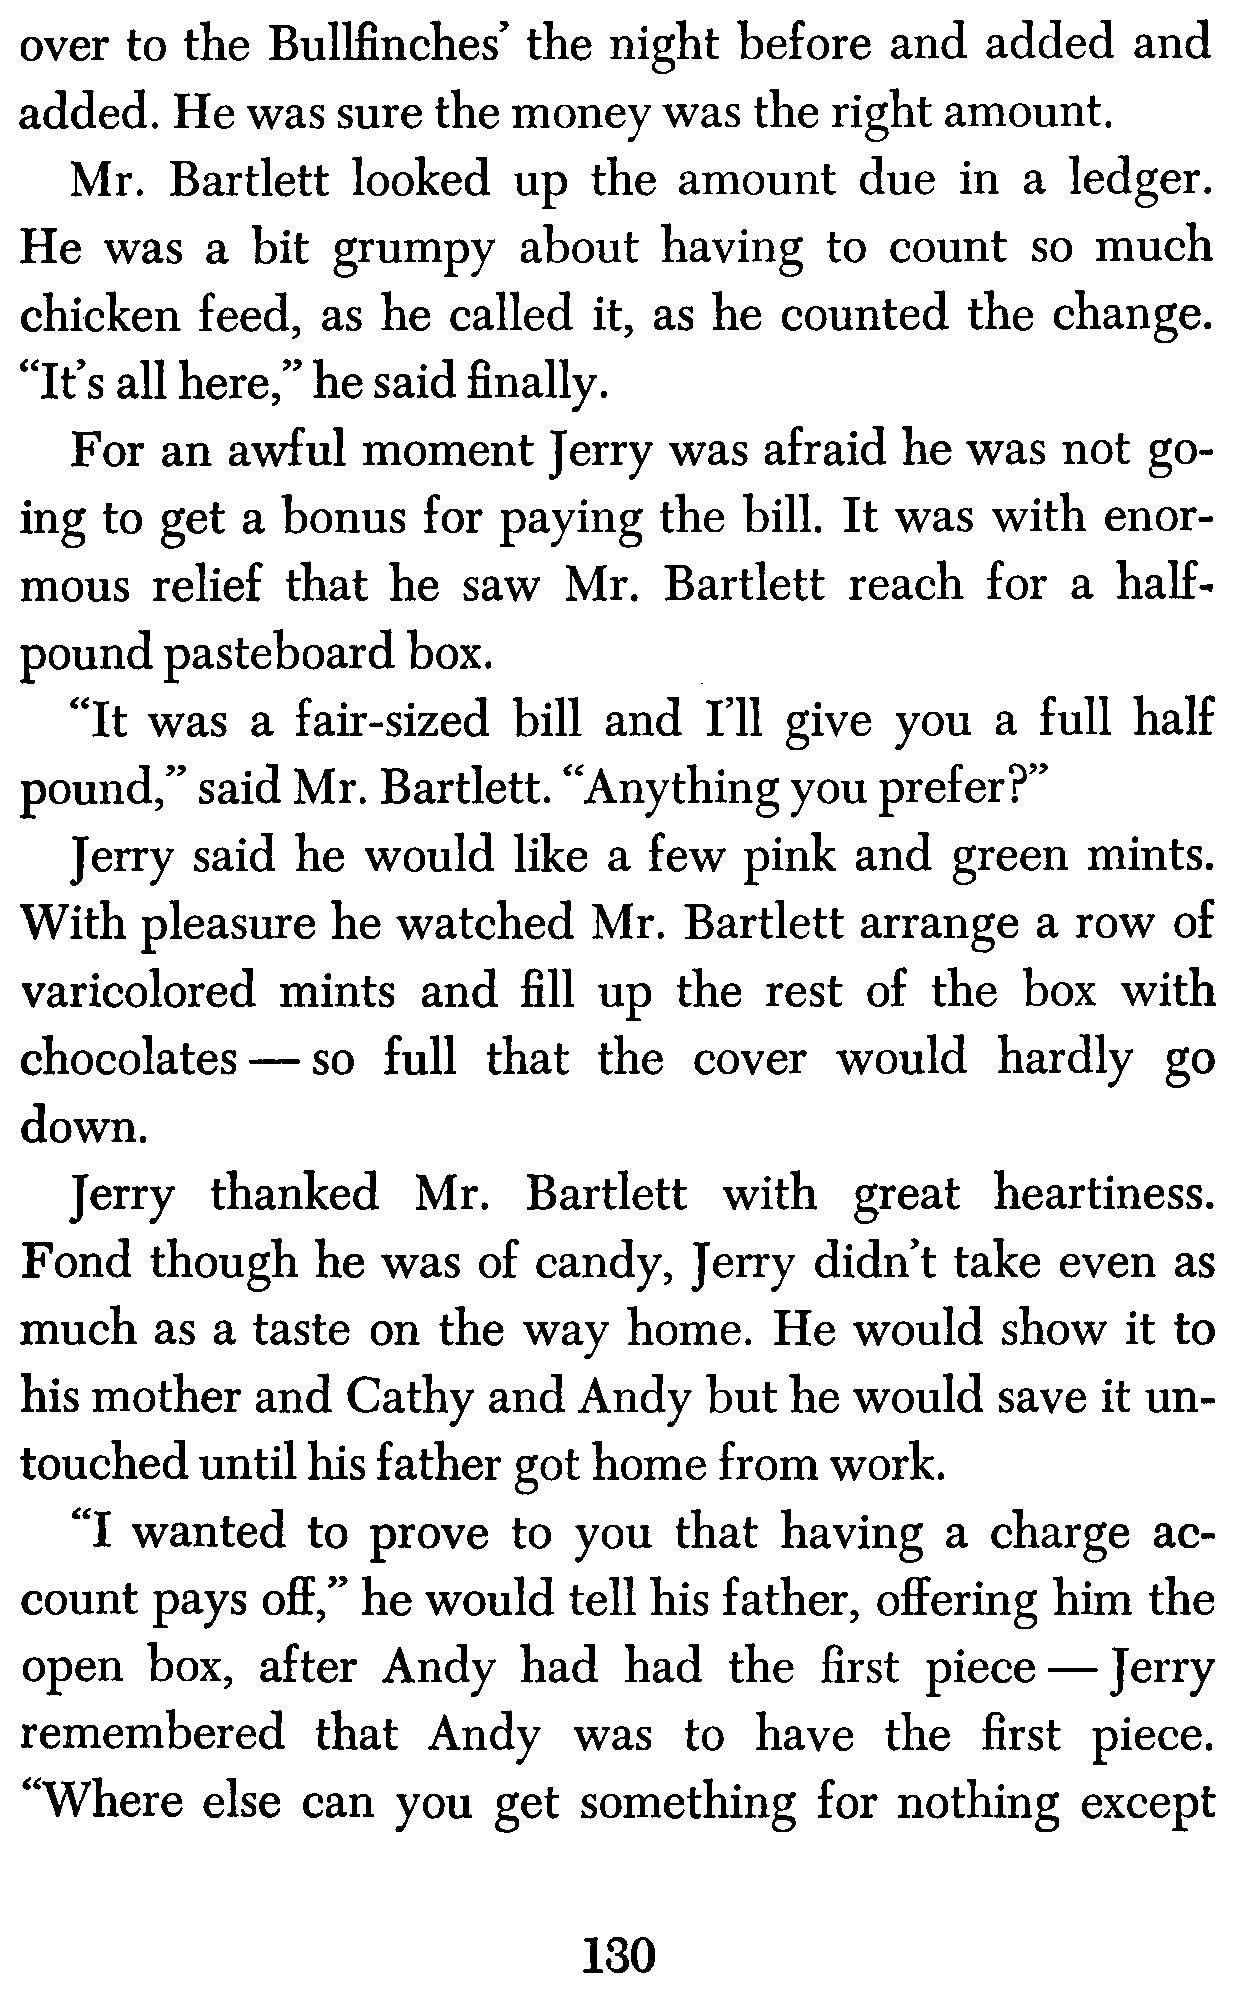 over to the Bullfinches’ the night before and added and
added. He was sure the money was the right amount.
Mr. Bartlett looked up the amount due in a ledger.
He was a bit grumpy about having to count so much
chicken feed, as he called it, as he counted the change.
“It’s all here,” he said finally.
For an awful moment Jerry was afraid he was not go-
ing to get a bonus for paying the bill. It was with enor-
mous relief that he saw Mr. Bartlett reach for a half-
pound pasteboard box.
“It was a fair-sized bill and I’ll give you a full half
pound,” said Mr. Bartlett. “Anything you prefer?”
Jerry said he would like a few pink and green mints.
With pleasure he watched Mr. Bartlett arrange a row of
varicolored mints and fill up the rest of the box with
chocolates — so full that the cover would hardly go
down.
Jerry thanked Mr. Bartlett with great heartiness.
Fond though he was of candy, Jerry didn’t take even as
much as a taste on the way home. He would show it to
his mother and Cathy and Andy but he would save it un-
touched until his father got home from work.
“I wanted to prove to you that having a charge ac-
count pays off,” he would tell his father, offering him the
open box, after Andy had had the first piece — Jerry
remembered that Andy was to have the first piece.
“Where else can you get something for nothing except
130